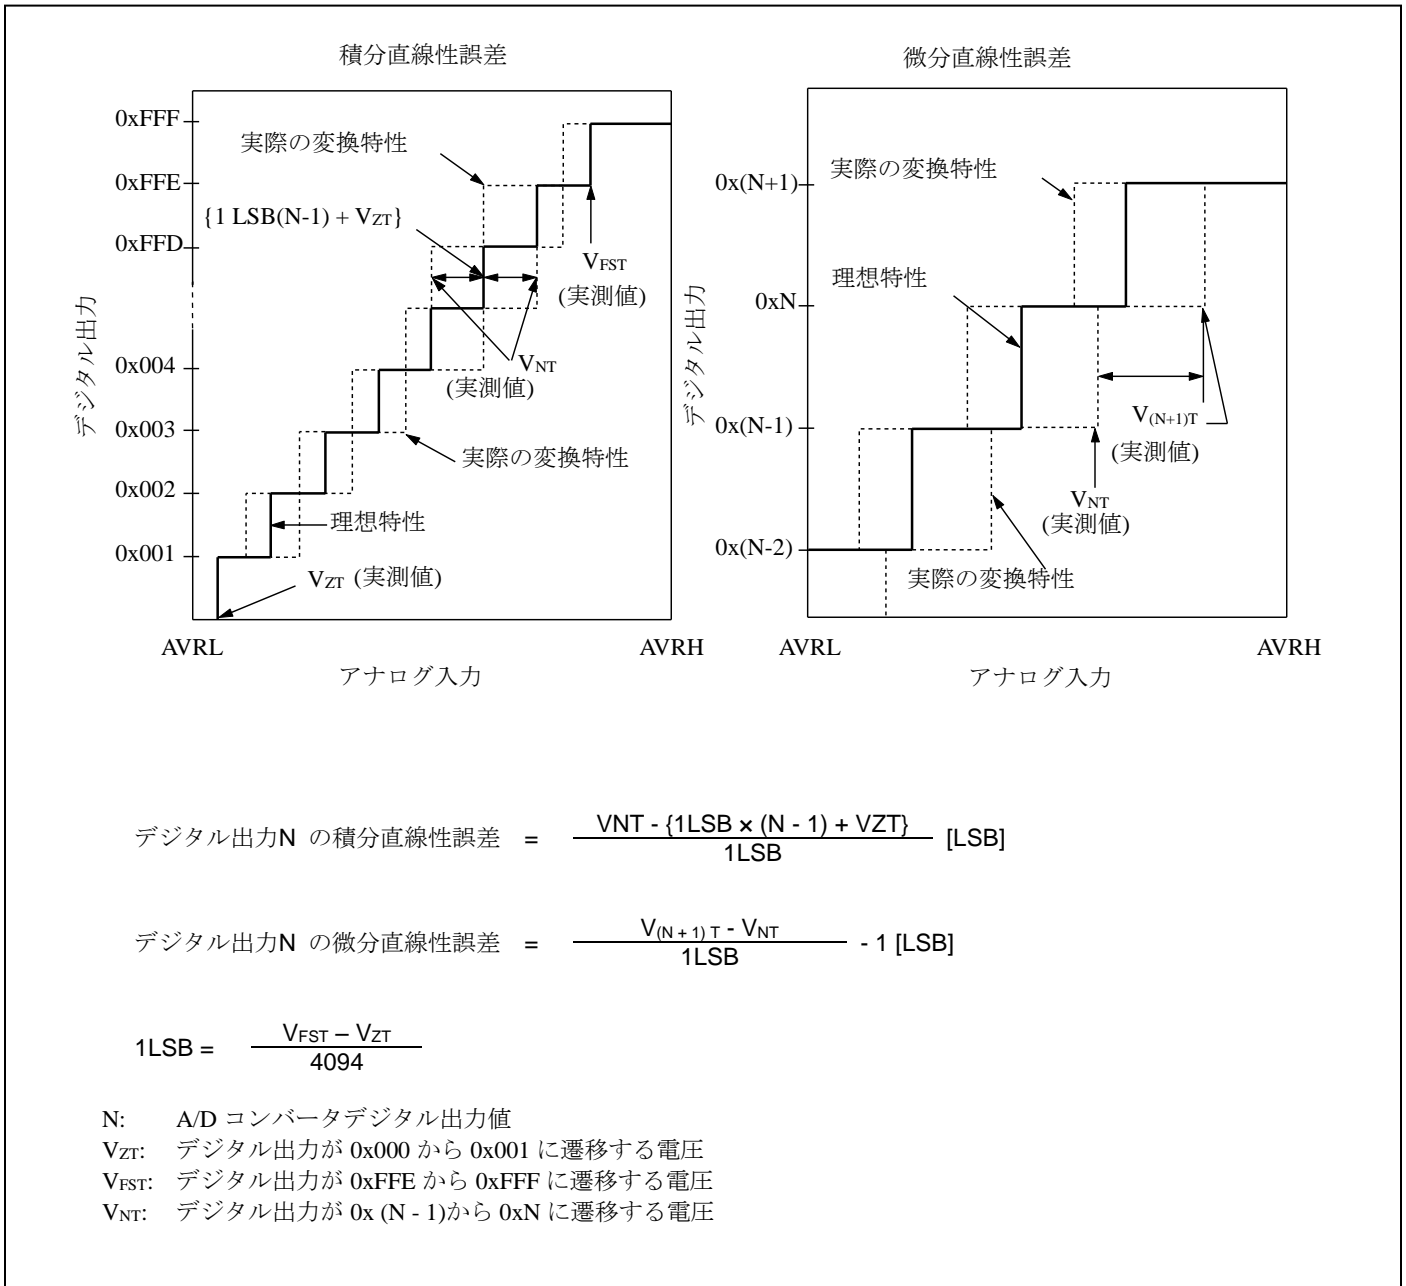 積分直線性誤差
0xFFF
0xFFE
0xFFD
0x004
0x003
0x002
0x001
デジタル出力
実際の変換特性
{1 LSB(N-1) + VZT}
VFST
(実測値)
VNT
(実測値)
実際の変換特性
理想特性
VZT (実測値)
AVRL
AVRH
アナログ入力
微分直線性誤差
0x(N+1)
0xN
0x(N-1)
0x(N-2)
デジタル出力
実際の変換特性
理想特性
V(N+1)T
(実測値)
VNT
(実測値)
実際の変換特性
AVRL
AVRH
アナログ入力
デジタル出力N の積分直線性誤差 = VNT - {1LSB × (N - 1) + VZT}
1LSB
[LSB]
デジタル出力N の微分直線性誤差 = V(N + 1) T - VNT
1LSB
- 1 [LSB]
1LSB = VFST – VZT
4094
N: A/D コンバータデジタル出力値
VZT: デジタル出力が 0x000 から 0x001 に遷移する電圧
VFST: デジタル出力が 0xFFE から 0xFFF に遷移する電圧
VNT: デジタル出力が 0x (N - 1)から 0xN に遷移する電圧